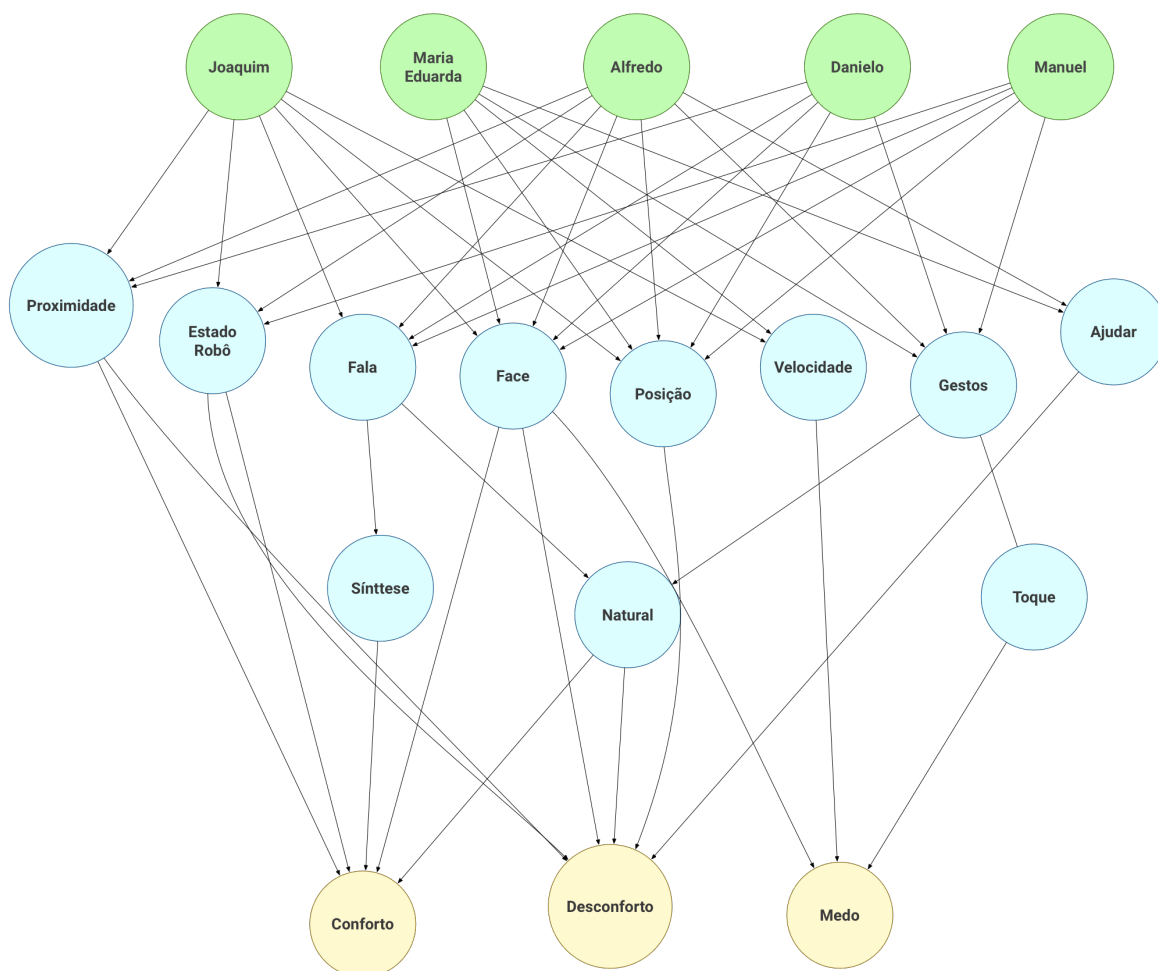 Joaquim
Maria
Eduarda
Alfredo
Danielo
Manuel
Proximidade
Estado
Robô
Fala
Face
Posição
Velocidade
Gestos
Ajudar
Sínttese
Natural
Toque
Conforto
Desconforto
Medo